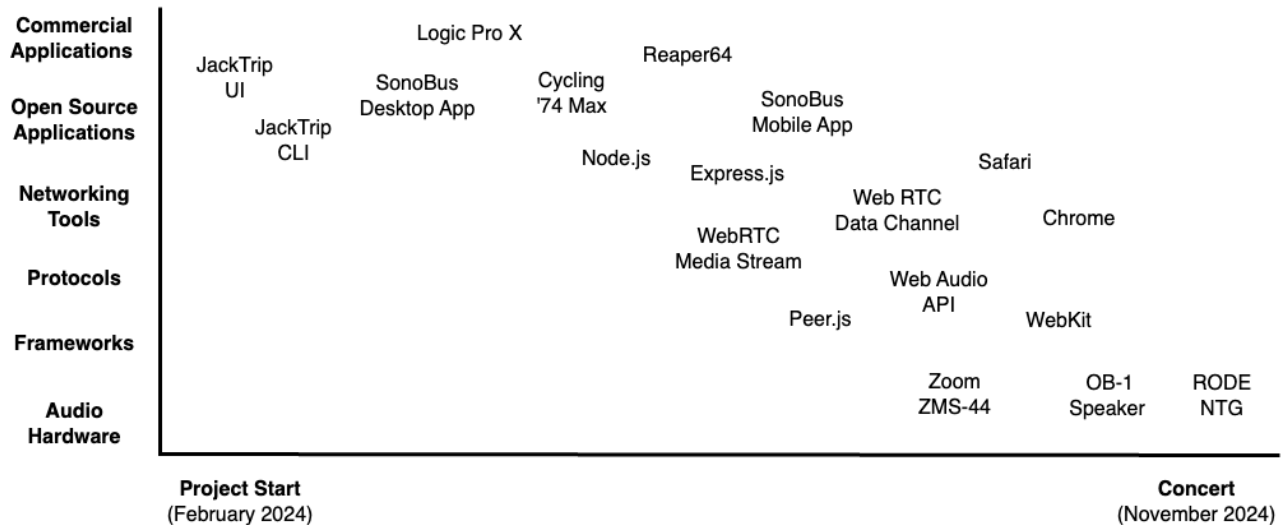 Commercial
Applications
Logic Pro X
Reaper64
JackTrip
UI
SonoBus
Desktop App
Cycling
'74 Max
Open Source
Applications
SonoBus
Mobile App
JackTrip
CLI
Node.js
Express.js
Safari
Networking
Tools
Web RTC
Data Channel
Chrome
WebRTC
Media Stream
Protocols
Web Audio
API
Peer.js
WebKit
Frameworks
Zoom
ZMS-44
OB-1
Speaker
RODE
NTG
Audio
Hardware
Project Start
(February 2024)
Concert
(November 2024)